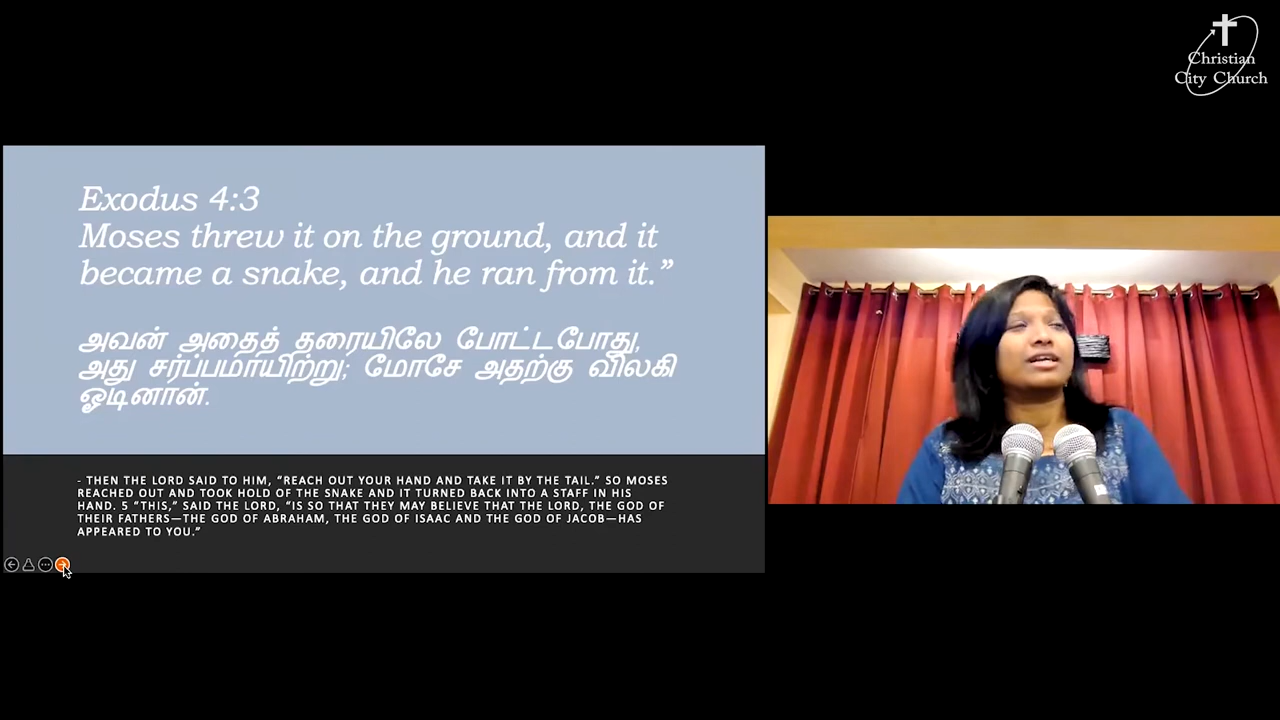 Christian
City Church
Exodus 4:3
Moses threw it on the ground, and it
became a snake, and he ran from it.”
அவன் அதைத் தரையிலே போட்டபோது,
அது சர்ப்பமாயிற்று; மோசே அதற்கு விலகி
ஓடினான்.
- THEN THE LORD SAID TO HIM, “REACH OUT YOUR HAND AND TAKE IT BY THE TAIL.” SO MOSES
REACHED OUT AND TOOK HOLD OF THE SNAKE AND IT TURNED BACK INTO A STAFF IN HIS
HAND. 5 “THIS,” SAID THE LORD, “IS SO THAT THEY MAY BELIEVE THAT THE LORD, THE GOD OF
THEIR FATHERS—THE GOD OF ABRAHAM, THE GOD OF ISAAC AND THE GOD OF JACOB—HAS
APPEARED TO YOU.”